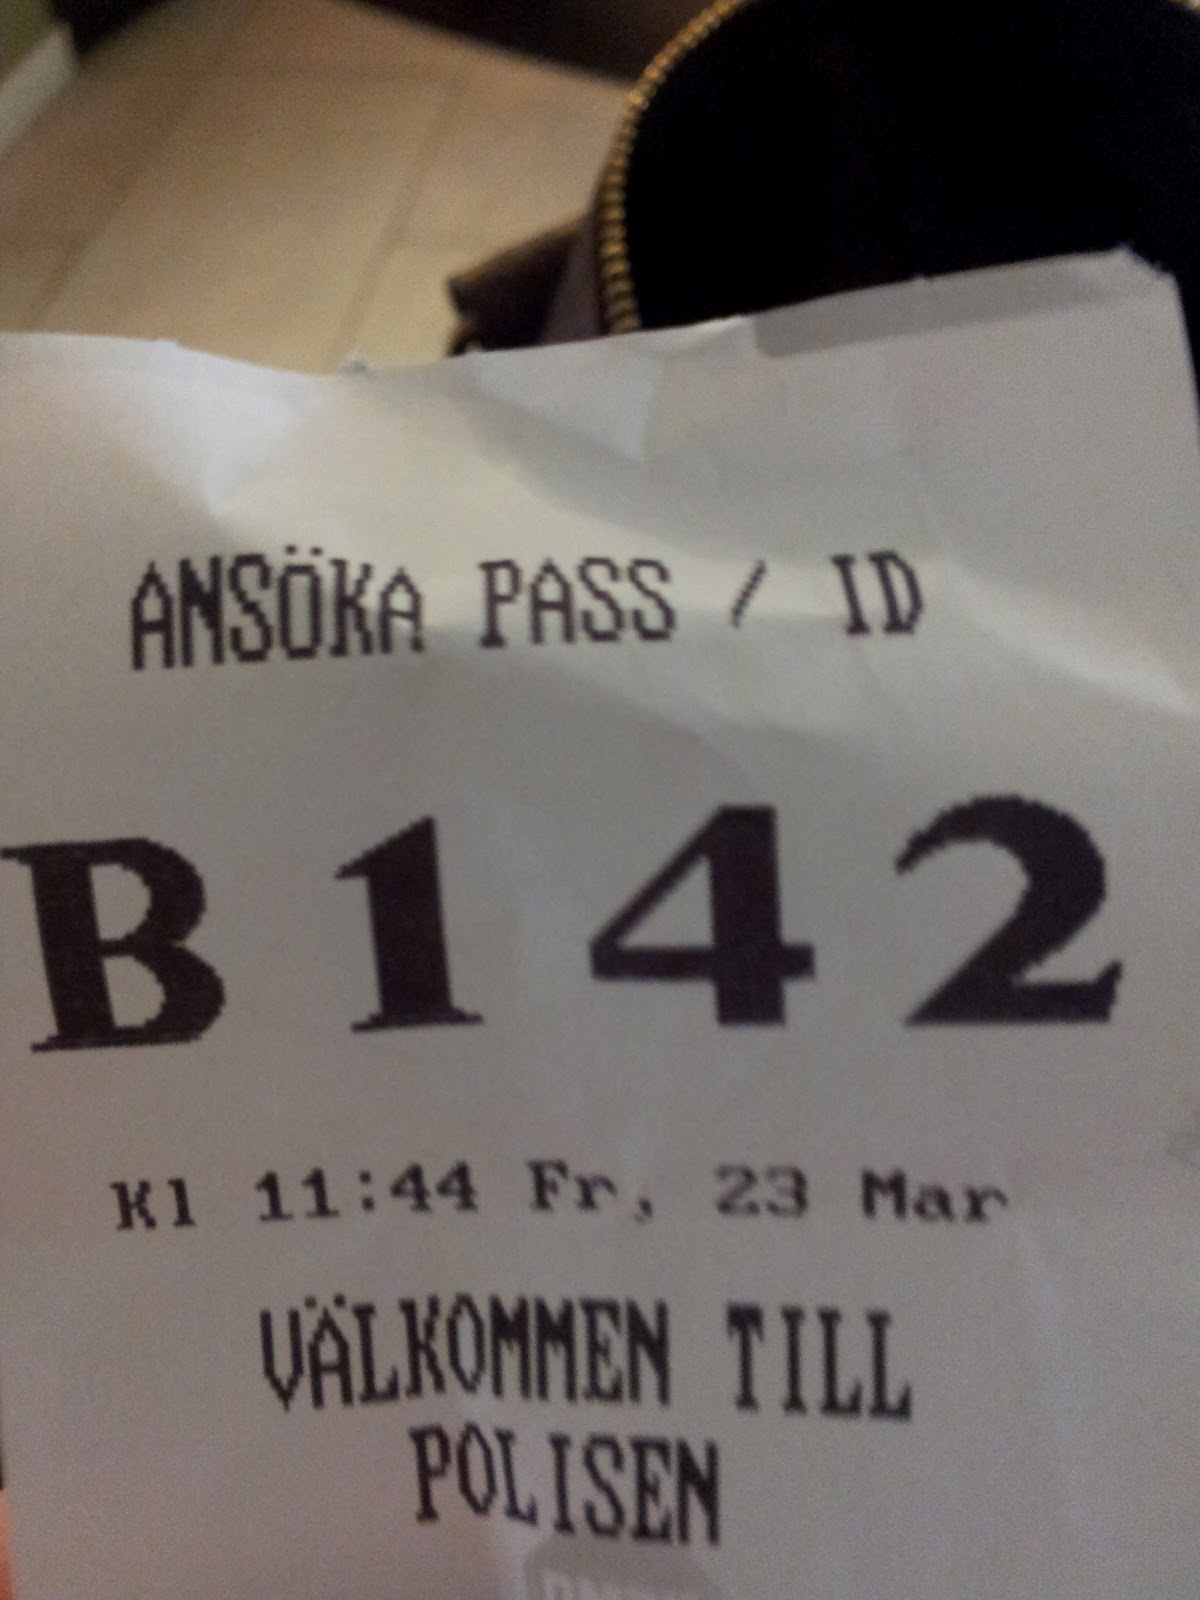 ANSÖKA PASS / ID
B142
Kl 11:44 Fr, 23 Mar
VÄLKOMMEN TILL
POLISEN